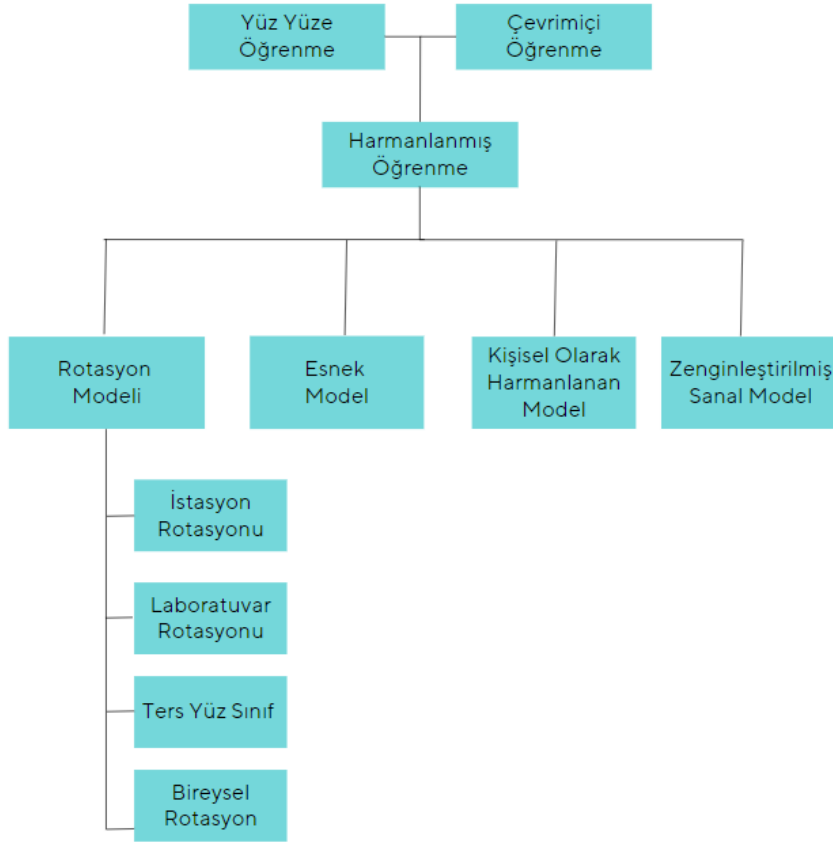 Yüz Yüze
Öğrenme
Çevrimiçi
Öğrenme
Harmanlanmış
Öğrenme
Rotasyon
Modeli
Esnek
Model
Kişisel Olarak
Harmanlanan
Model
Zenginleştirilmiş
Sanal Model
İstasyon
Rotasyonu
Laboratuvar
Rotasyonu
Ters Yüz Sınıf
Bireysel
Rotasyon